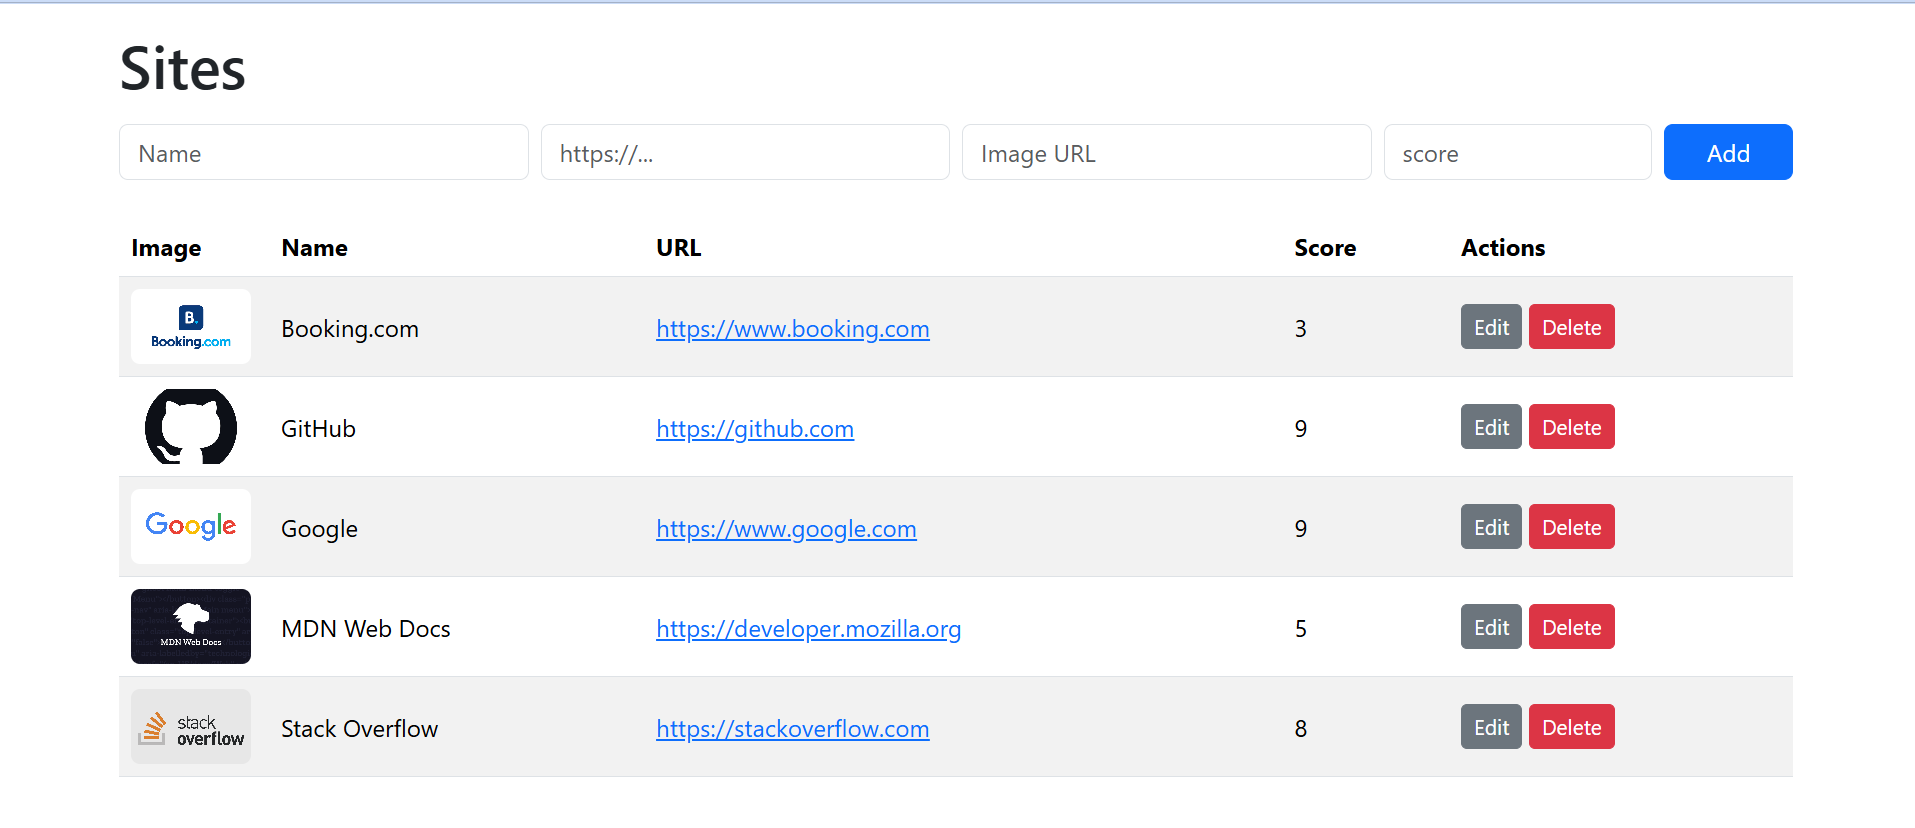 Sites
Name https://... Image URL score Add
Image Name URL Score Actions
B. Booking.com Booking.com https://www.booking.com 3 Edit Delete
GitHub https://github.com 9 Edit Delete
Google Google https://www.google.com 9 Edit Delete
MDN Web Docs MDN Web Docs https://developer.mozilla.org 5 Edit Delete
stack overflow Stack Overflow https://stackoverflow.com 8 Edit Delete